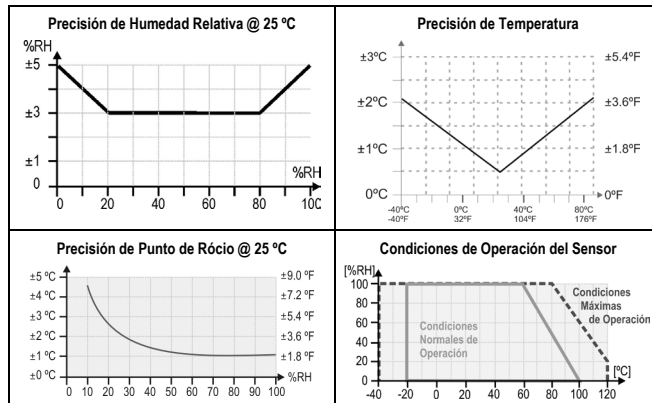 Precisión de Humedad Relativa @ 25 ºC
%RH
±5
±3
±1
0
%RH
0 20 40 60 80 100
Precisión de Temperatura
±3ºC ±5.4ºF
±2ºC ±3.6ºF
±1ºC ±1.8ºF
0ºC 0ºF
-40ºC 0ºC 40ºC 80ºC
-40ºF 32ºF 104ºF 176ºF
Precisión de Punto de Rócio @ 25 ºC
±5 ºC ±9.0 ºF
±4 ºC ±7.2 ºF
±3 ºC ±5.4 ºF
±2 ºC ±3.6 ºF
±1 ºC ±1.8 ºF
±0 ºC %RH
0 10 20 30 40 50 60 70 80 90 100
Condiciones de Operación del Sensor
[%RH]
100
80
60
40
20
0
Condiciones
Máximas
de Operación
Condiciones
Normales de
Operación
[ºC]
-40 -20 0 20 40 60 80 100 120